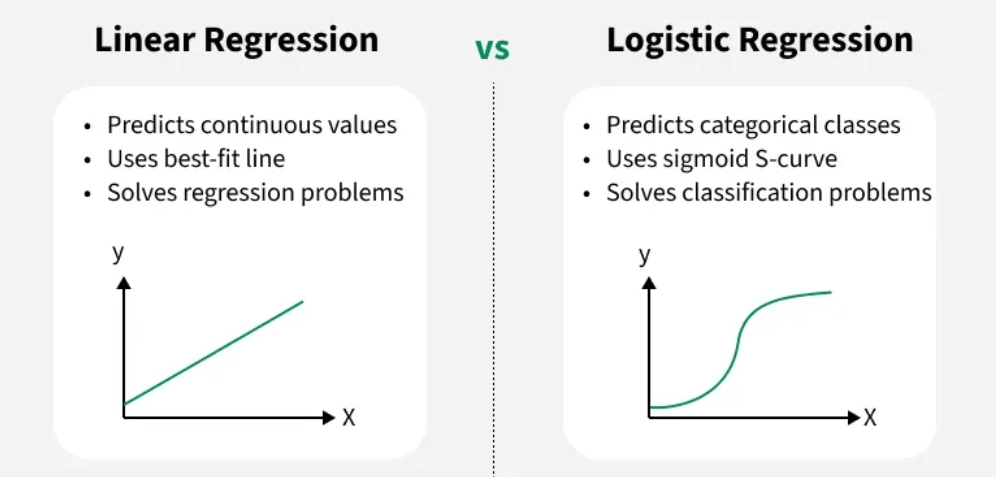 Linear Regression
vs
Logistic Regression
• Predicts continuous values
• Uses best-fit line
• Solves regression problems
y
X
• Predicts categorical classes
• Uses sigmoid S-curve
• Solves classification problems
y
X